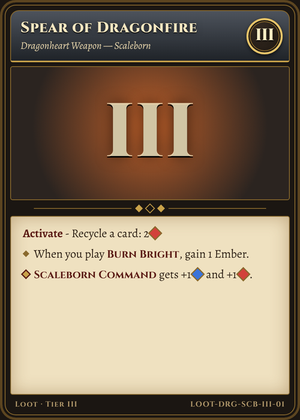 Spear of Dragonfire
Dragonheart Weapon — Scaleborn
III
III
Activate - Recycle a card: 2
When you play Burn Bright, gain 1 Ember.
Scaleborn Command gets +1 and +1.
Loot · Tier III
LOOT-DRG-SCB-III-01